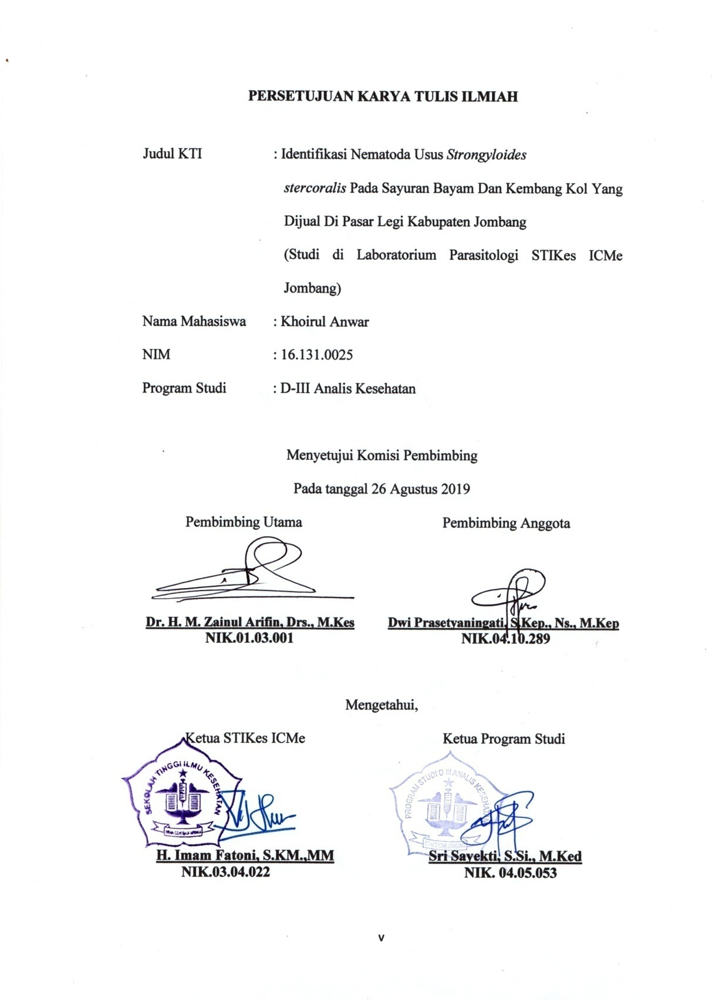 PERSETUJUAN KARYA TULIS ILMIAH
Judul KTI : Identifikasi Nematoda Usus Strongyloides
stercoralis Pada Sayuran Bayam Dan Kembang Kol Yang
Dijual Di Pasar Legi Kabupaten Jombang
(Studi di Laboratorium Parasitologi STIKes ICMe
Jombang)
Nama Mahasiswa : Khoirul Anwar
NIM : 16.131.0025
Program Studi : D-III Analis Kesehatan
Menyetujui Komisi Pembimbing
Pada tanggal 26 Agustus 2019
Pembimbing Utama Pembimbing Anggota
Dr. H. M. Zainul Arifin, Drs., M.Kes Dwi Prasetyaningati, S.Kep., Ns., M.Kep
NIK.01.03.001 NIK.04.10.289
Mengetahui,
Ketua STIKes ICMe Ketua Program Studi
SEKOLAH TINGGI ILMU KESEHATAN
PROGRAM STUDI D III ANALIS KESEHATAN
H. Imam Fatoni, S.KM.,MM Sri Sayekti, S.Si., M.Ked
NIK.03.04.022 NIK. 04.05.053
v